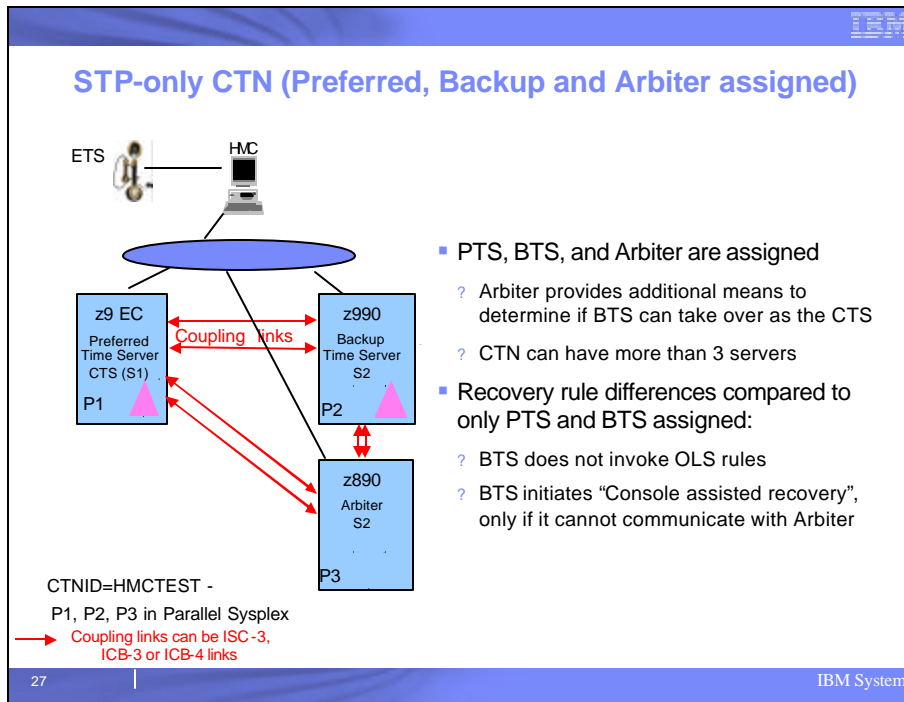 IBM
STP-only CTN (Preferred, Backup and Arbiter assigned)
ETS
HMC
z9 EC
Preferred
Time Server
CTS (S1)
P1
Coupling links
z990
Backup
Time Server
S2
P2
z890
Arbiter
S2
P3
CTNID=HMCTEST -
P1, P2, P3 in Parallel Sysplex
Coupling links can be ISC-3,
ICB-3 or ICB-4 links
PTS, BTS, and Arbiter are assigned
? Arbiter provides additional means to
determine if BTS can take over as the CTS
? CTN can have more than 3 servers
Recovery rule differences compared to
only PTS and BTS assigned:
? BTS does not invoke OLS rules
? BTS initiates “Console assisted recovery”,
only if it cannot communicate with Arbiter
27
IBM System